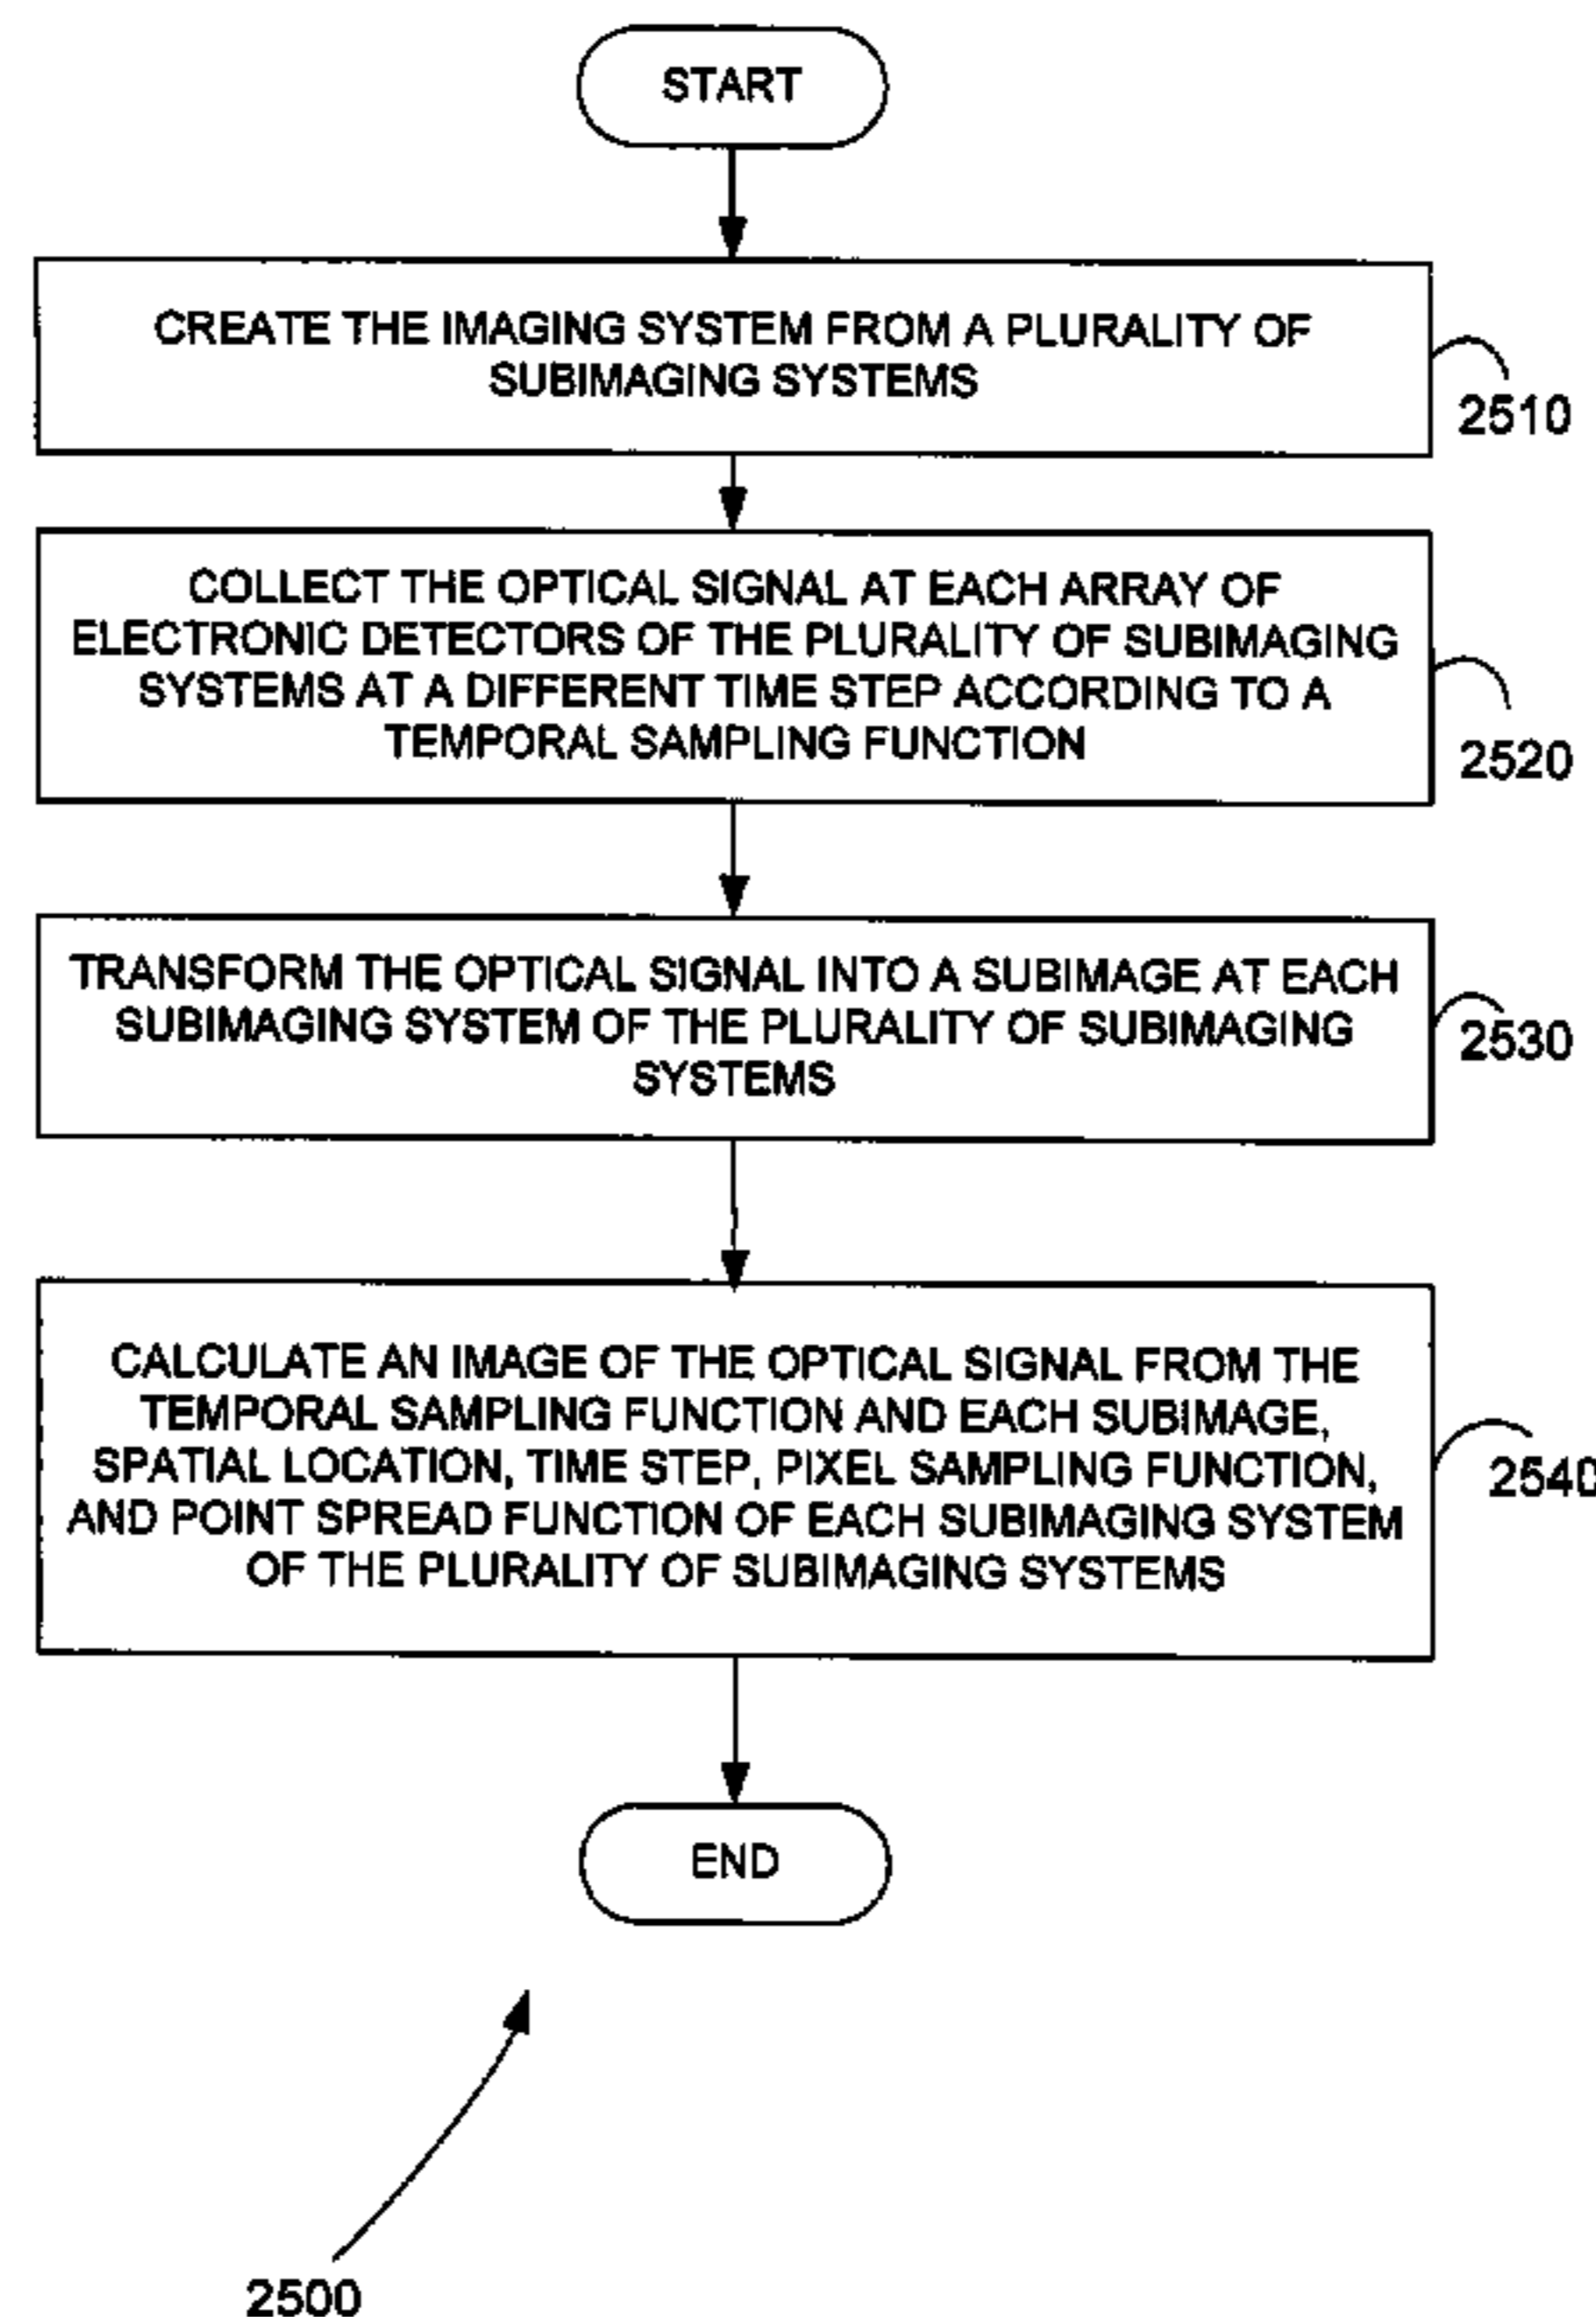 START
CREATE THE IMAGING SYSTEM FROM A PLURALITY OF
SUBIMAGING SYSTEMS
2510
COLLECT THE OPTICAL SIGNAL AT EACH ARRAY OF
ELECTRONIC DETECTORS OF THE PLURALITY OF SUBIMAGING
SYSTEMS AT A DIFFERENT TIME STEP ACCORDING TO A
TEMPORAL SAMPLING FUNCTION
2520
TRANSFORM THE OPTICAL SIGNAL INTO A SUBIMAGE AT EACH
SUBIMAGING SYSTEM OF THE PLURALITY OF SUBIMAGING
SYSTEMS
2530
CALCULATE AN IMAGE OF THE OPTICAL SIGNAL FROM THE
TEMPORAL SAMPLING FUNCTION AND EACH SUBIMAGE,
SPATIAL LOCATION, TIME STEP, PIXEL SAMPLING FUNCTION,
AND POINT SPREAD FUNCTION OF EACH SUBIMAGING SYSTEM
OF THE PLURALITY OF SUBIMAGING SYSTEMS
2540
END
2500